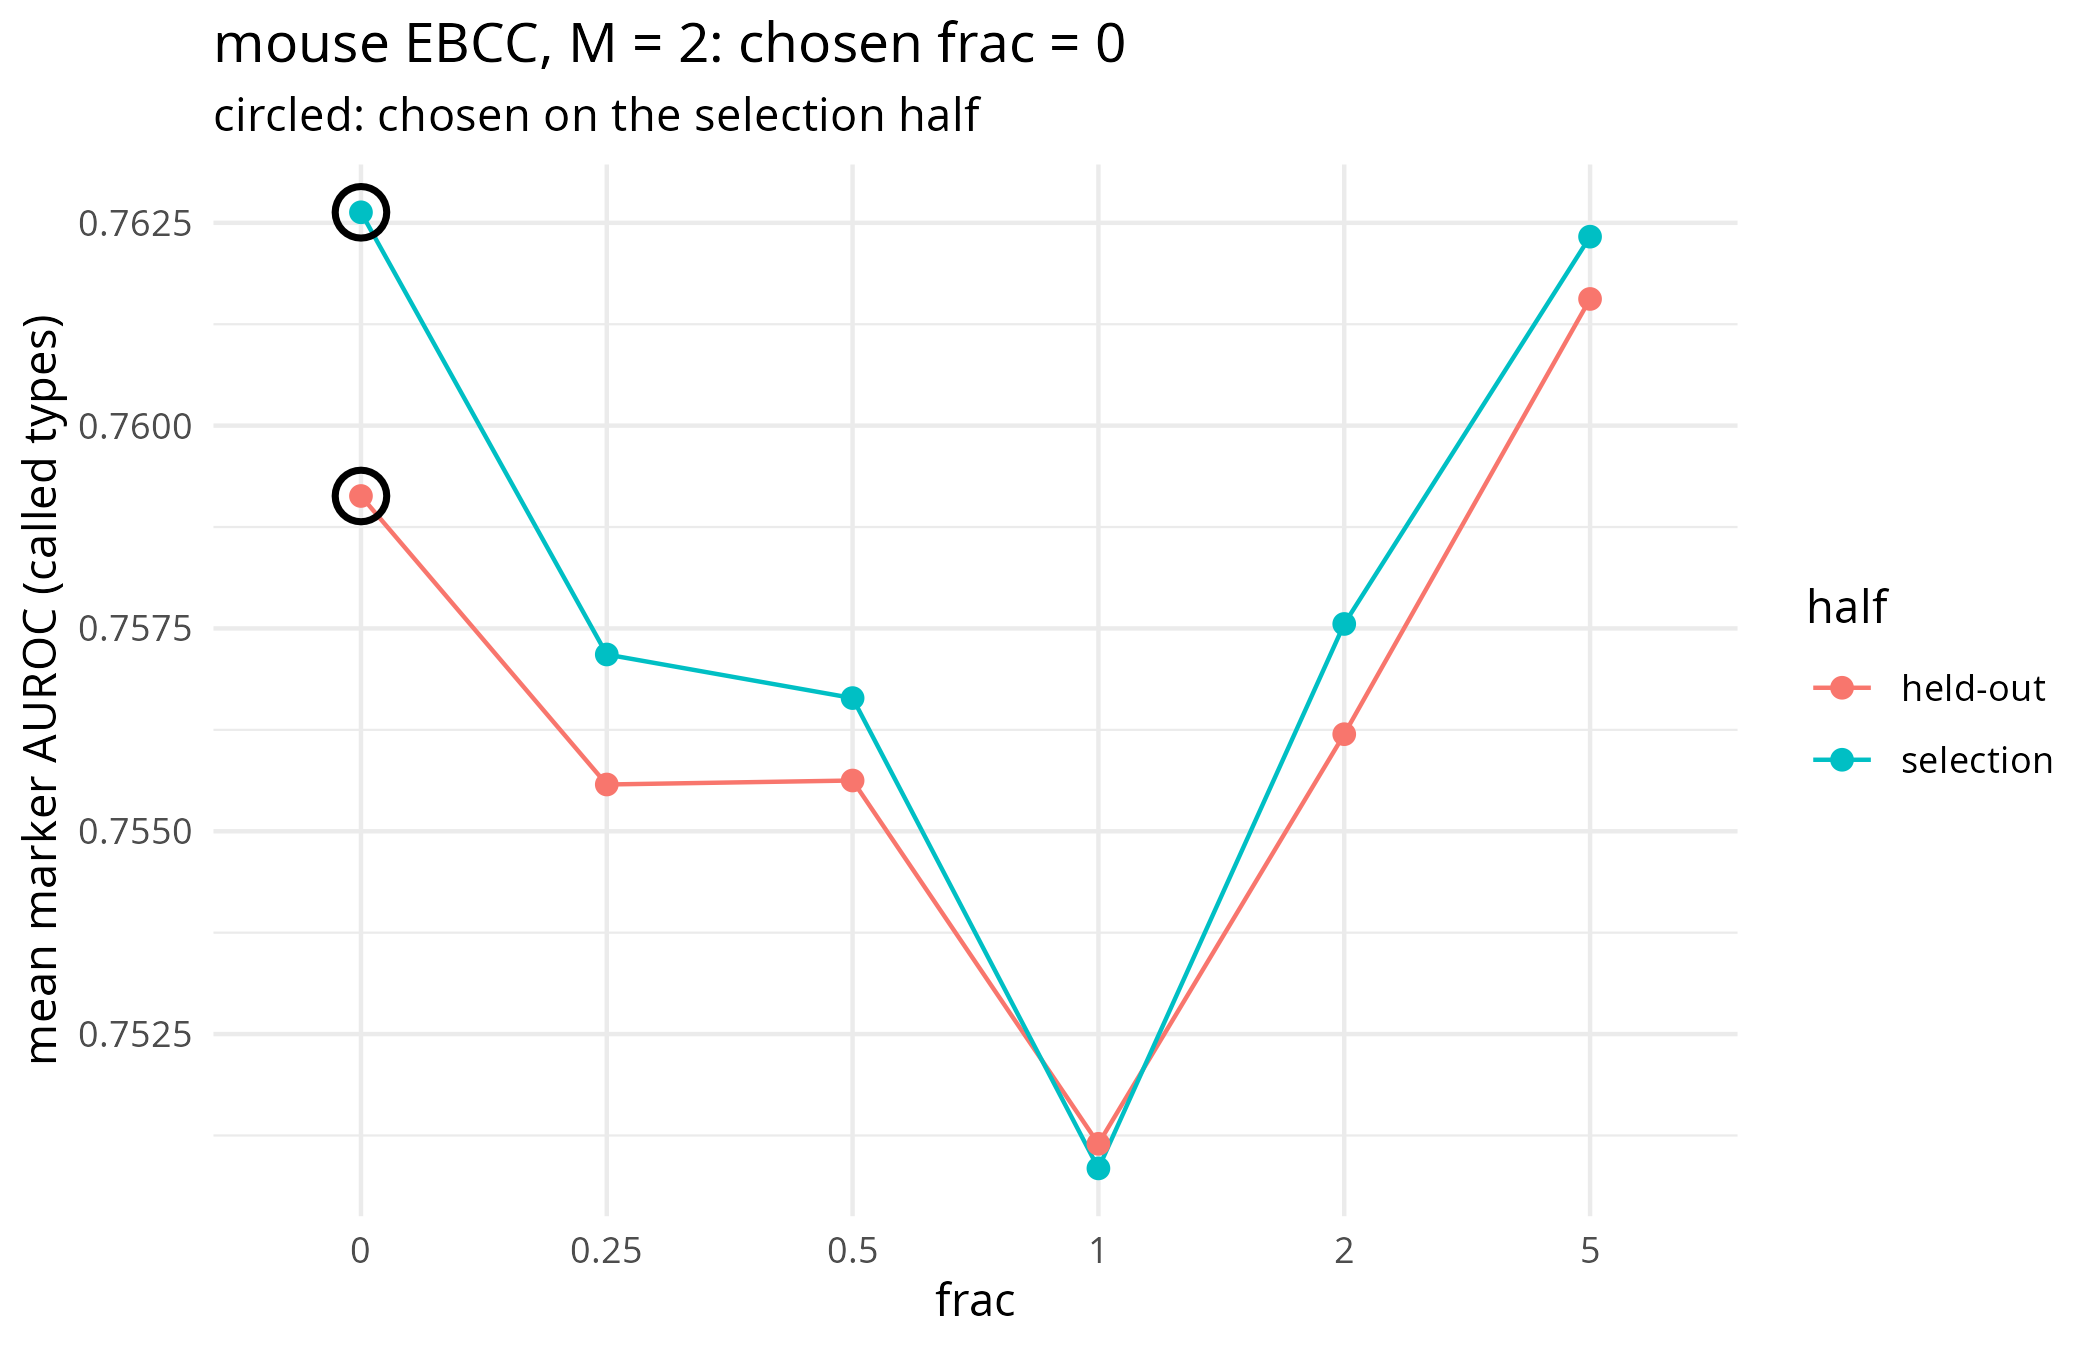 mouse EBCC, M = 2: chosen frac = 0
circled: chosen on the selection half
mean marker AUROC (called types)
0.7625
0.7600
0.7575
0.7550
0.7525
0
0.25
0.5
1
2
5
frac
half
held-out
selection